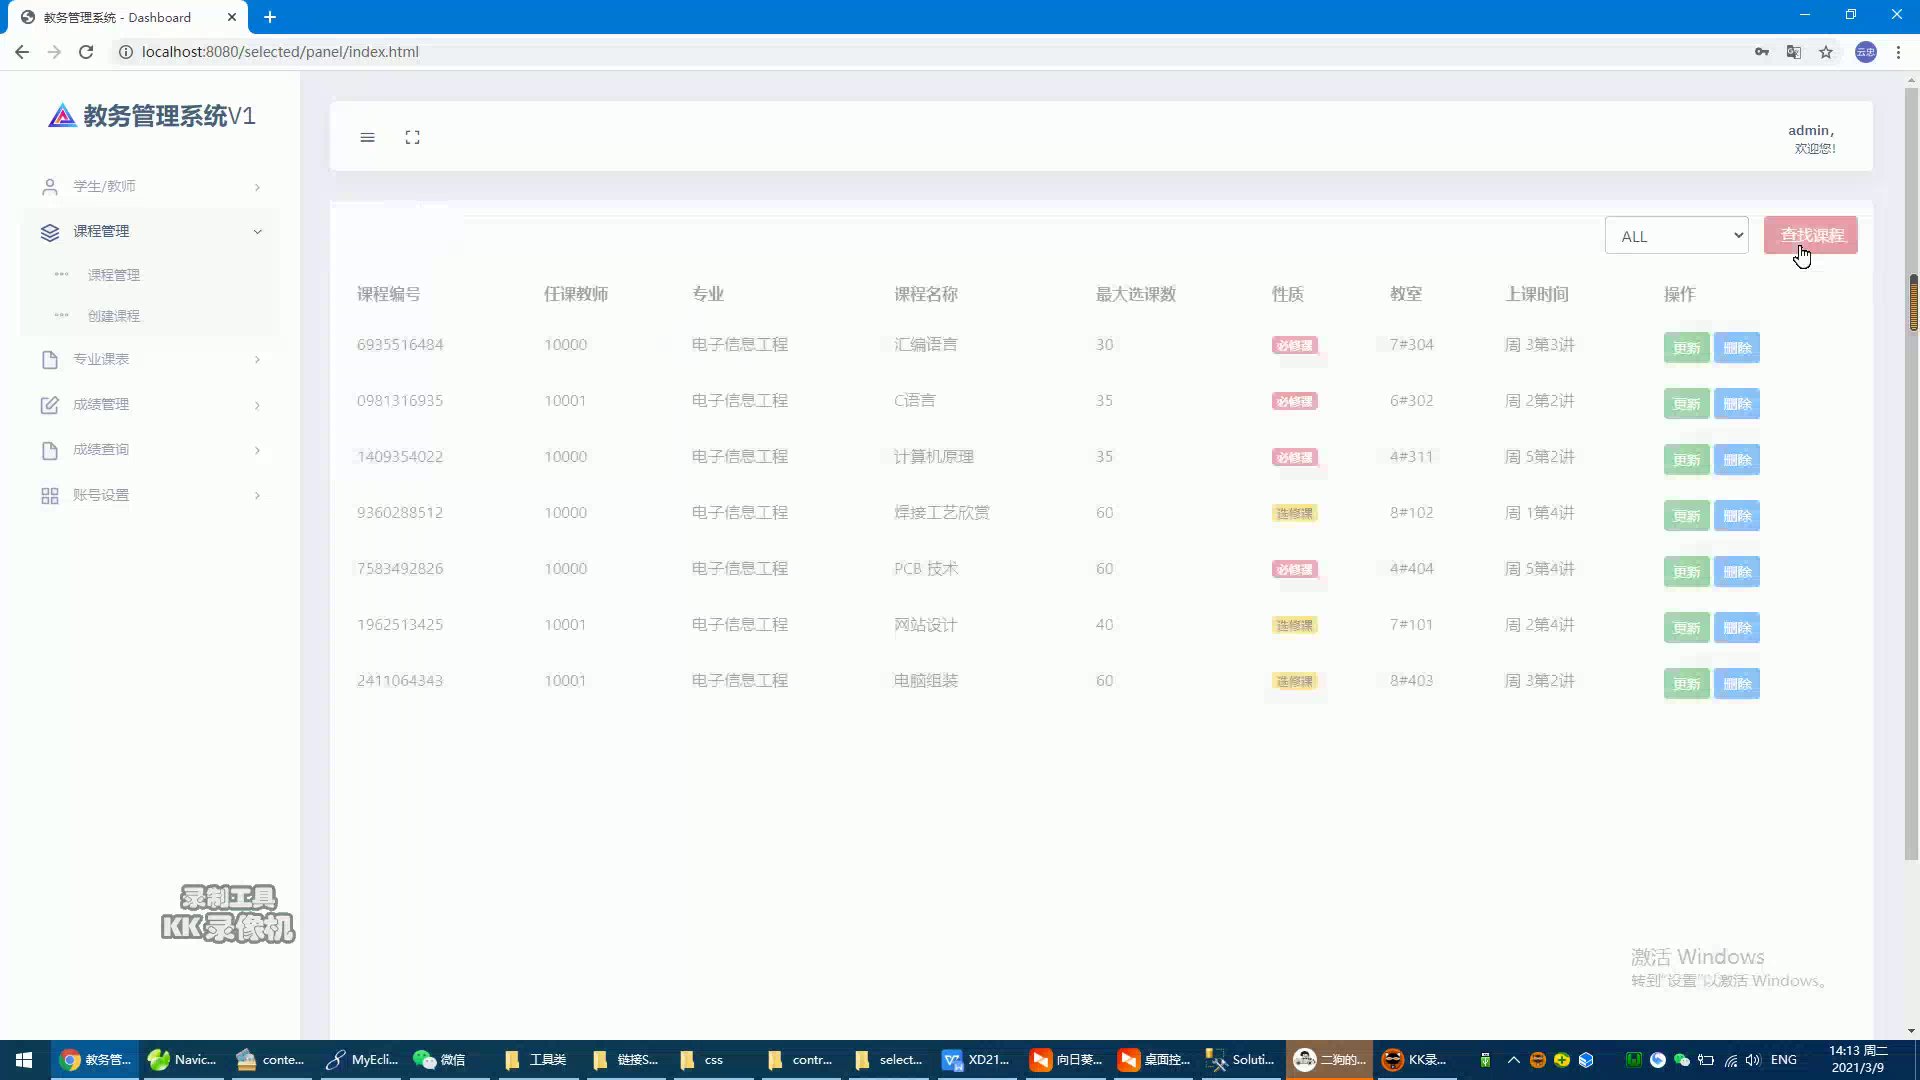 教务管理系统 - Dashboard
localhost:8080/selected/panel/index.html
云忠
教务管理系统V1
admin，
欢迎您!
学生/教师
课程管理
课程管理
创建课程
专业课表
成绩管理
成绩查询
账号设置
ALL
查找课程
课程编号 任课教师 专业 课程名称 最大选课数 性质 教室 上课时间 操作
6935516484 10000 电子信息工程 汇编语言 30 必修课 7#304 周 3第3讲 更新 删除
0981316935 10001 电子信息工程 C语言 35 必修课 6#302 周 2第2讲 更新 删除
1409354022 10000 电子信息工程 计算机原理 35 必修课 4#311 周 5第2讲 更新 删除
9360288512 10000 电子信息工程 焊接工艺欣赏 60 选修课 8#102 周 1第4讲 更新 删除
7583492826 10000 电子信息工程 PCB 技术 60 必修课 4#404 周 5第4讲 更新 删除
1962513425 10001 电子信息工程 网站设计 40 选修课 7#101 周 2第4讲 更新 删除
2411064343 10001 电子信息工程 电脑组装 60 选修课 8#403 周 3第2讲 更新 删除
录制工具
KK录像机
激活 Windows
转到"设置"以激活 Windows。
教务管... Navic... conte... MyEcli... 微信 工具类 链接S... css contr... select... XD21... 向日葵... 桌面控... Soluti... 二狗的... KK录... ENG
14:13 周二
2021/3/9